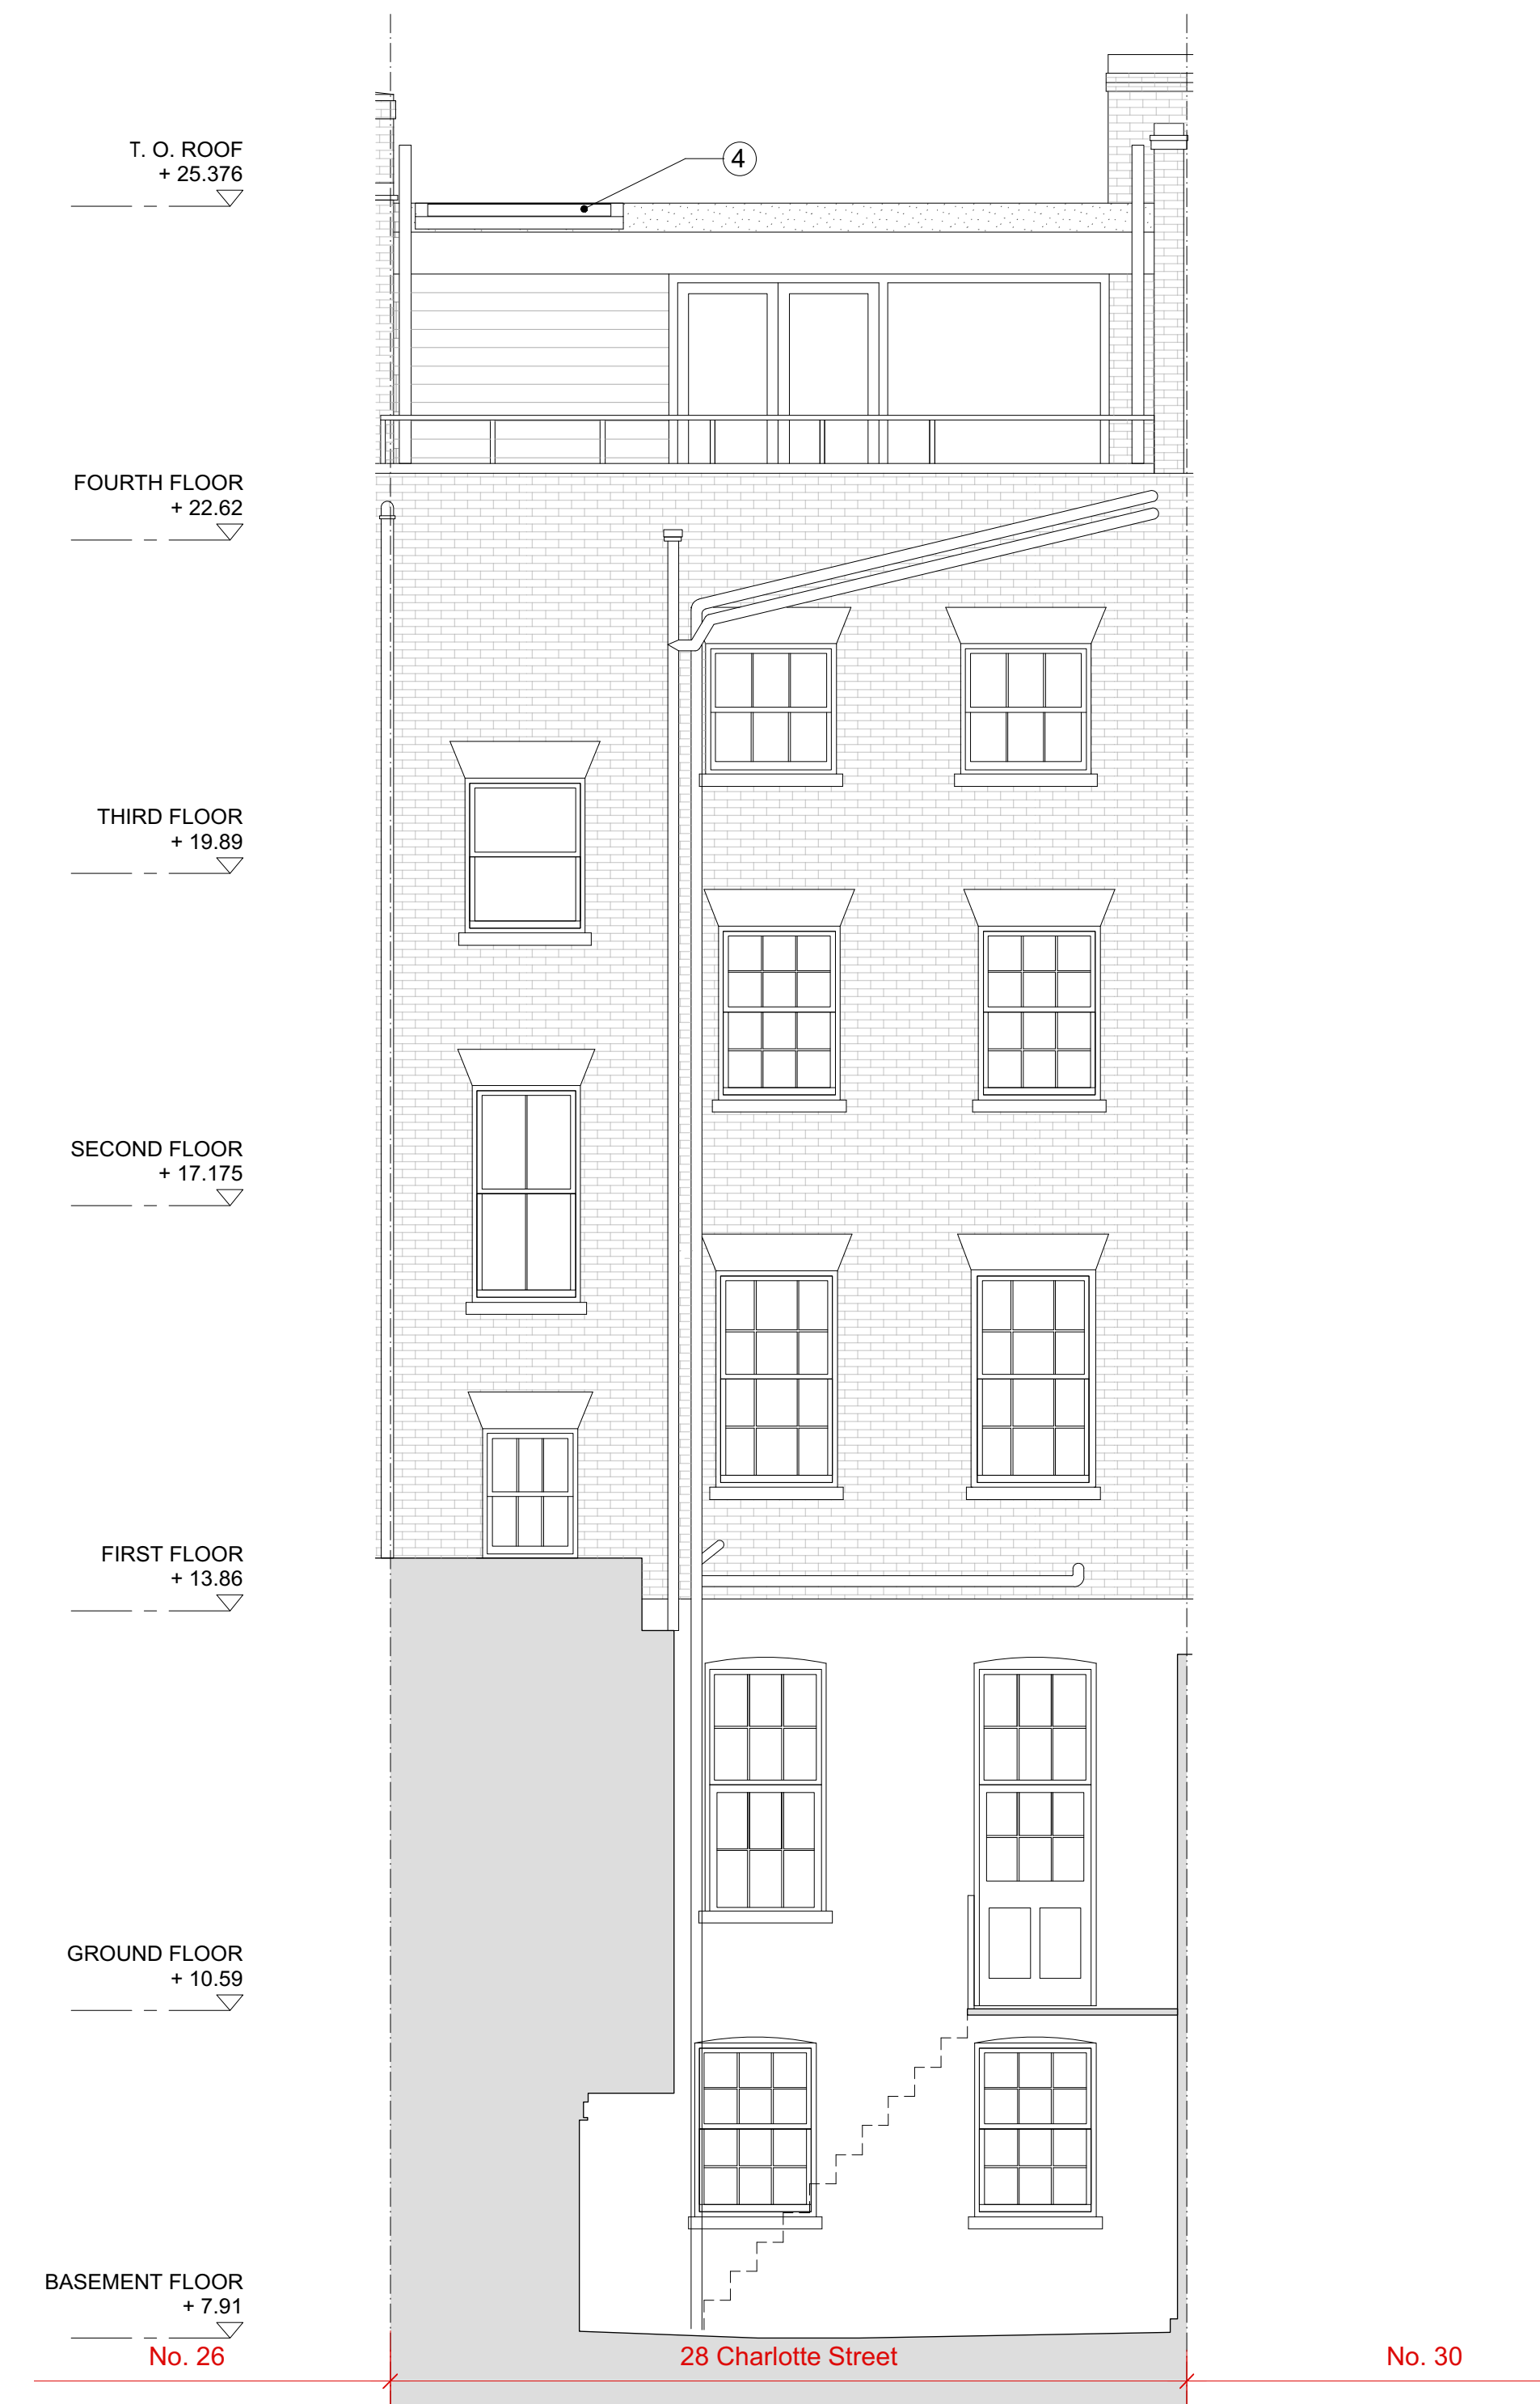 T. O. ROOF
+ 25.376
4
FOURTH FLOOR
+ 22.62
THIRD FLOOR
+ 19.89
SECOND FLOOR
+ 17.175
FIRST FLOOR
+ 13.86
GROUND FLOOR
+ 10.59
BASEMENT FLOOR
+ 7.91
No. 26
28 Charlotte Street
No. 30